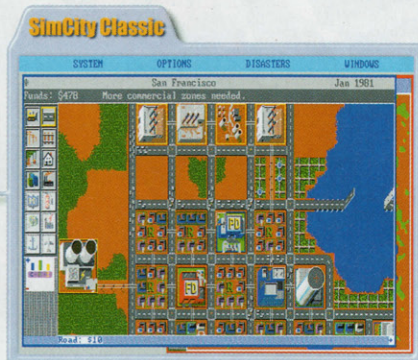 SimCity Classic
SYSTEM OPTIONS DISASTERS WINDOWS
San Francisco Jan 1981
Funds: $478 More commercial zones needed.
Road: $10